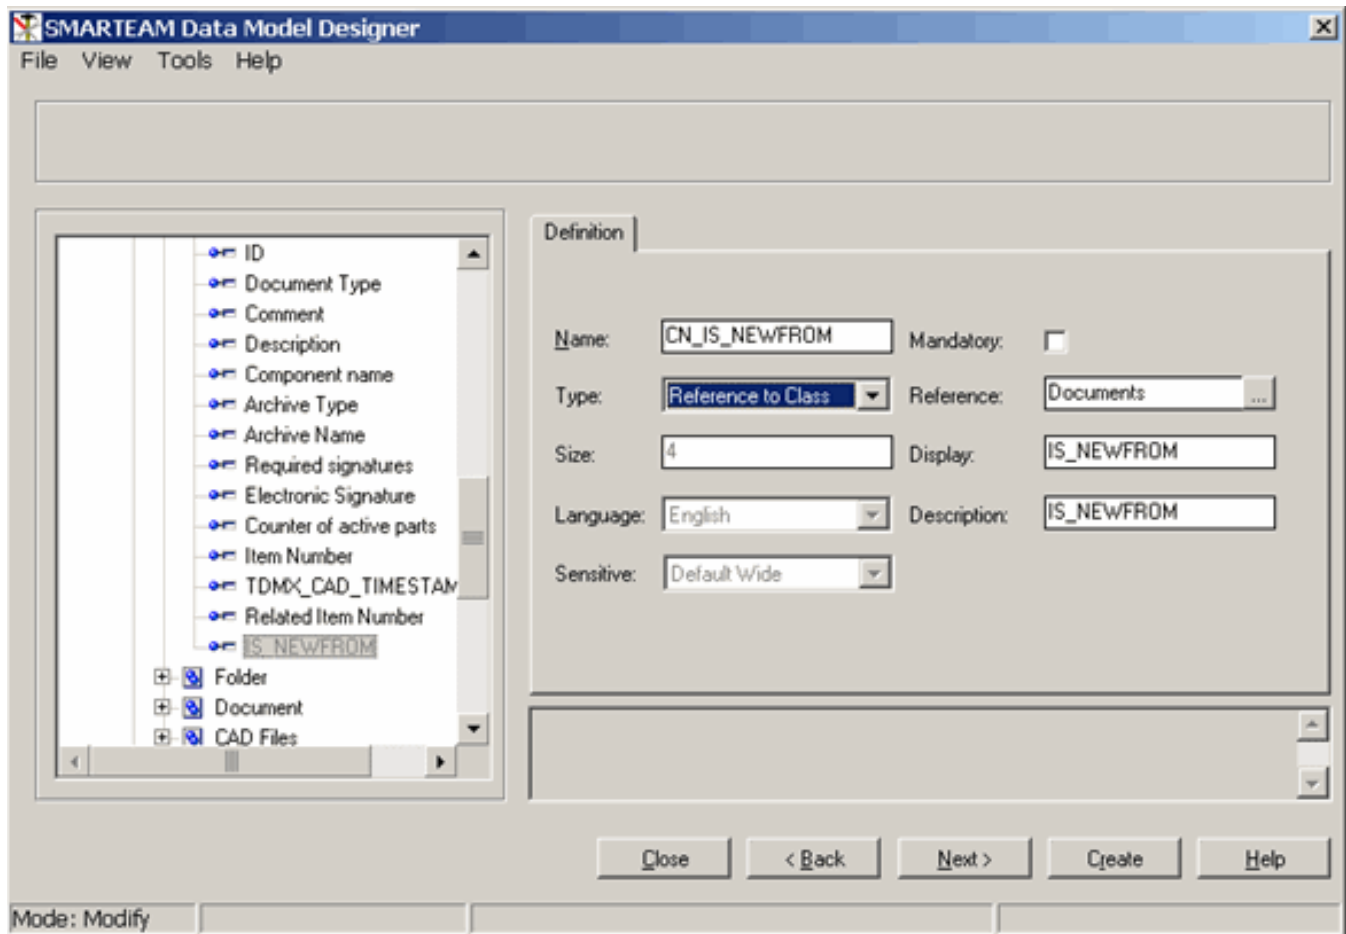 SMARTEAM Data Model Designer
File View Tools Help
ID
Document Type
Comment
Description
Component name
Archive Type
Archive Name
Required signatures
Electronic Signature
Counter of active parts
Item Number
TDMX_CAD_TIMESTAM
Related Item Number
IS_NEWFROM
Folder
Document
CAD Files
Definition
Name: CN_IS_NEWFROM Mandatory:
Type: Reference to Class Reference: Documents ...
Size: 4 Display: IS_NEWFROM
Language: English Description: IS_NEWFROM
Sensitive: Default Wide
Close < Back Next > Create Help
Mode: Modify